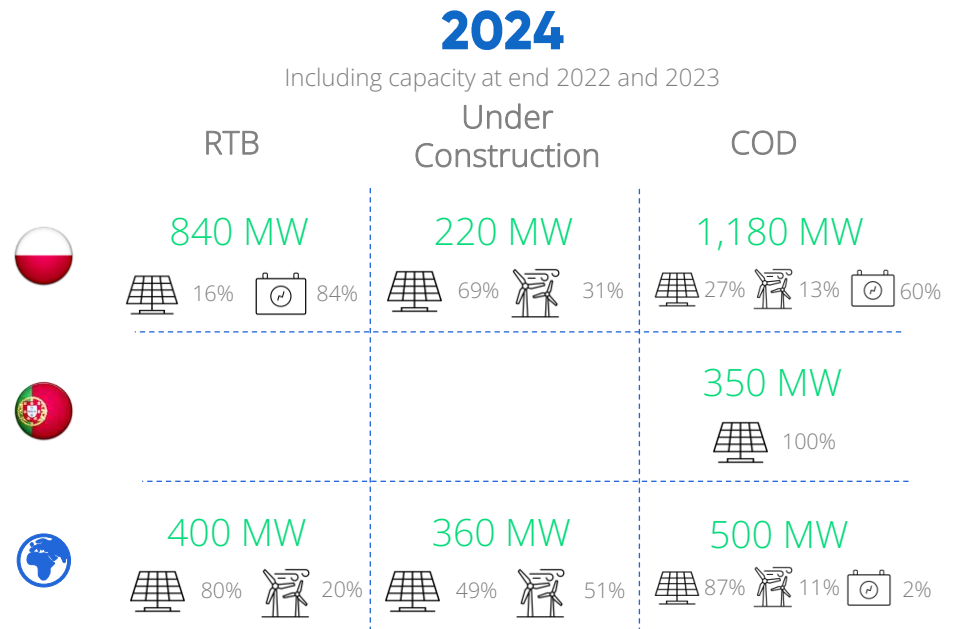 2024
Including capacity at end 2022 and 2023
RTB
Under
Construction
COD
840 MW
220 MW
1,180 MW
16%
84%
69%
31%
27%
13%
60%
350 MW
100%
400 MW
360 MW
500 MW
80%
20%
49%
51%
87%
11%
2%